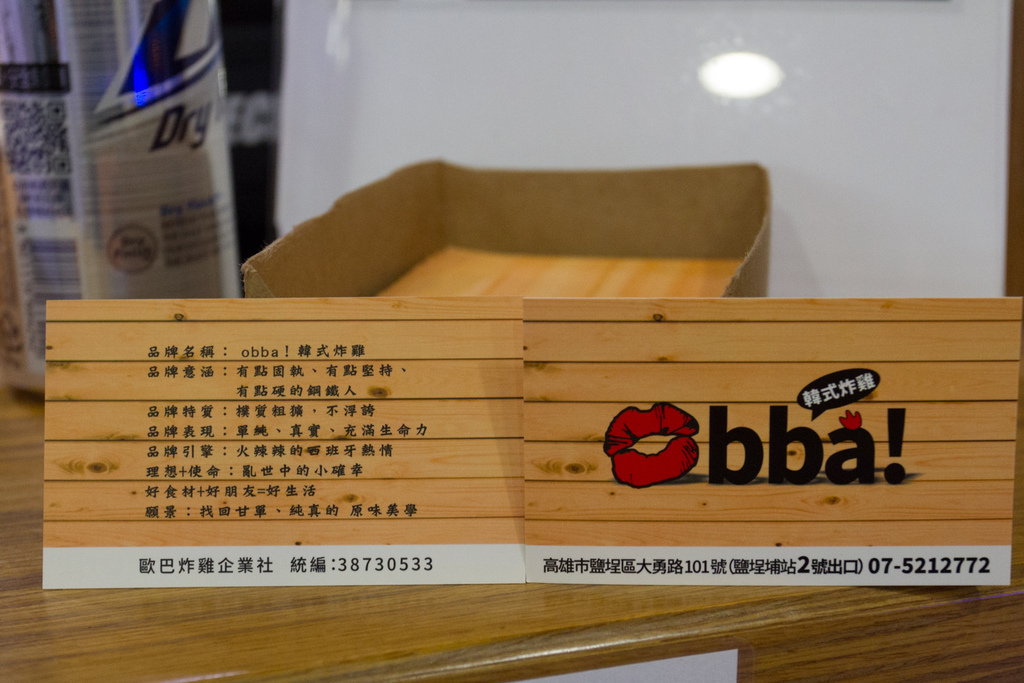 Dry
品牌名稱：obba！韓式炸雞
品牌意涵：有點固執、有點堅持、
有點硬的鋼鐵人
品牌特質：樸質粗獷，不浮誇
品牌表現：單純、真實、充滿生命力
品牌引擎：火辣辣的西班牙熱情
理想+使命：亂世中的小確幸
好食材+好朋友=好生活
願景：找回甘單、純真的 原味美學
歐巴炸雞企業社 統編:38730533
韓式炸雞
obba!
高雄市鹽埕區大勇路101號(鹽埕埔站2號出口) 07-5212772